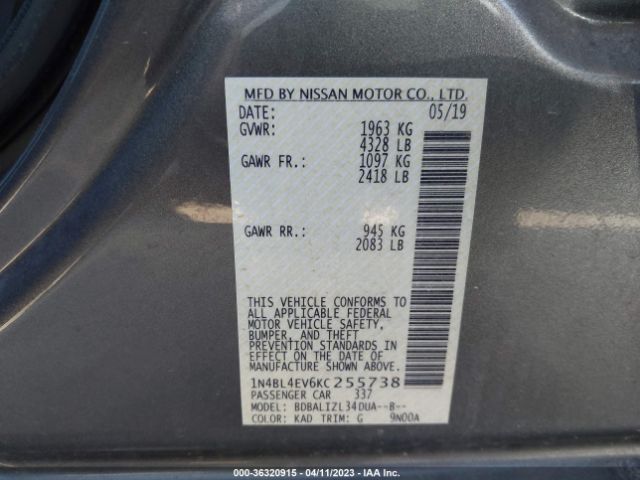 MFD BY NISSAN MOTOR CO., LTD.
DATE: 05/19
GVWR: 1963 KG
4328 LB
GAWR FR.: 1097 KG
2418 LB
GAWR RR.: 945 KG
2083 LB
THIS VEHICLE CONFORMS TO
ALL APPLICABLE FEDERAL
MOTOR VEHICLE SAFETY,
BUMPER, AND THEFT
PREVENTION STANDARDS IN
EFFECT ON THE DATE OF
MANUFACTURE SHOWN ABOVE.
1N4BL4EV6KC255738
PASSENGER CAR 337
MODEL: BDBALIZL34DUA--B--
COLOR: KAD TRIM: G 9N00A
000-36320915 - 04/11/2023 - IAA Inc.